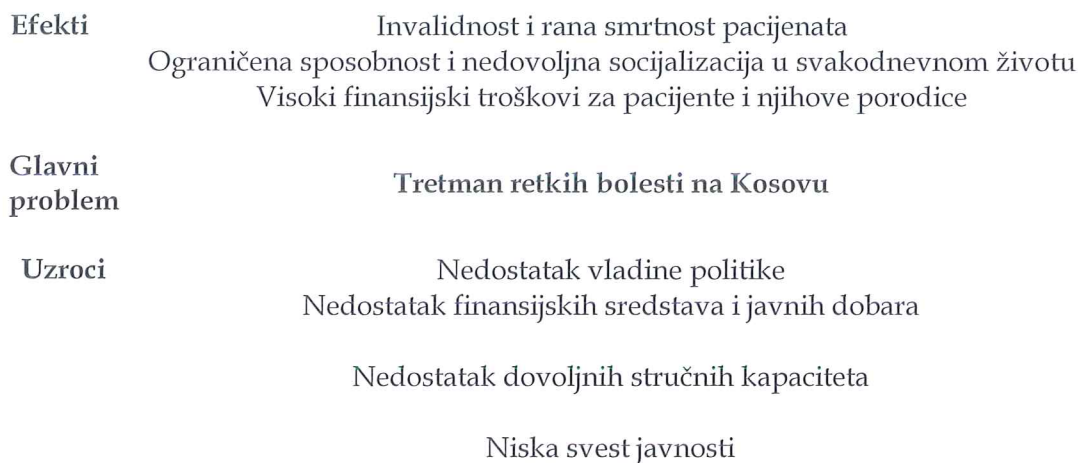 Efekti Invalidnost i rana smrtnost pacijenata
Ograničena sposobnost i nedovoljna socijalizacija u svakodnevnom životu
Visoki finansijski troškovi za pacijente i njihove porodice
Glavni
problem
Tretman retkih bolesti na Kosovu
Uzroci Nedostatak vladine politike
Nedostatak finansijskih sredstava i javnih dobara
Nedostatak dovoljnih stručnih kapaciteta
Niska svest javnosti